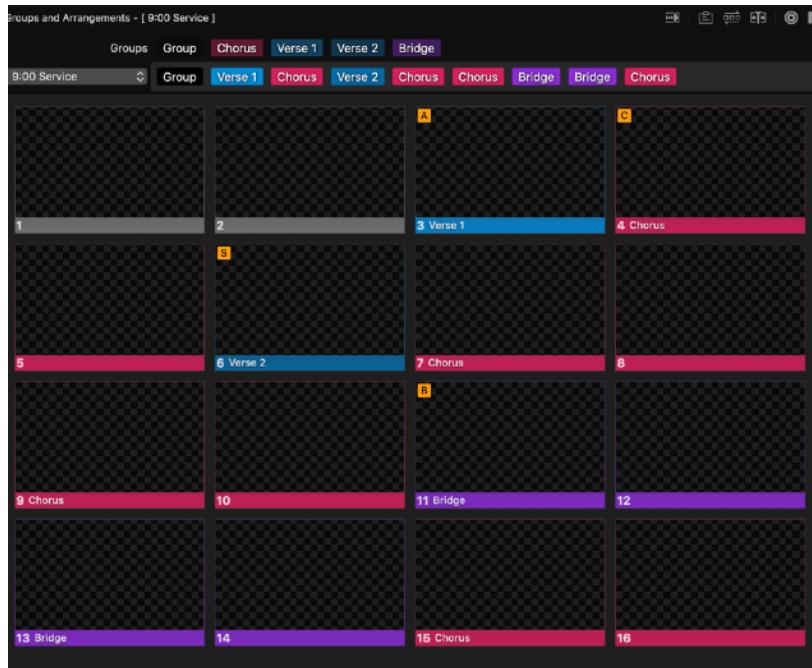 Groups and Arrangements - [ 9:00 Service ]
Groups Group Chorus Verse 1 Verse 2 Bridge
9:00 Service Group Verse 1 Chorus Verse 2 Chorus Chorus Bridge Bridge Chorus
A C
1 2 3 Verse 1 4 Chorus
S
5 6 Verse 2 7 Chorus 8
B
9 Chorus 10 11 Bridge 12
13 Bridge 14 15 Chorus 16